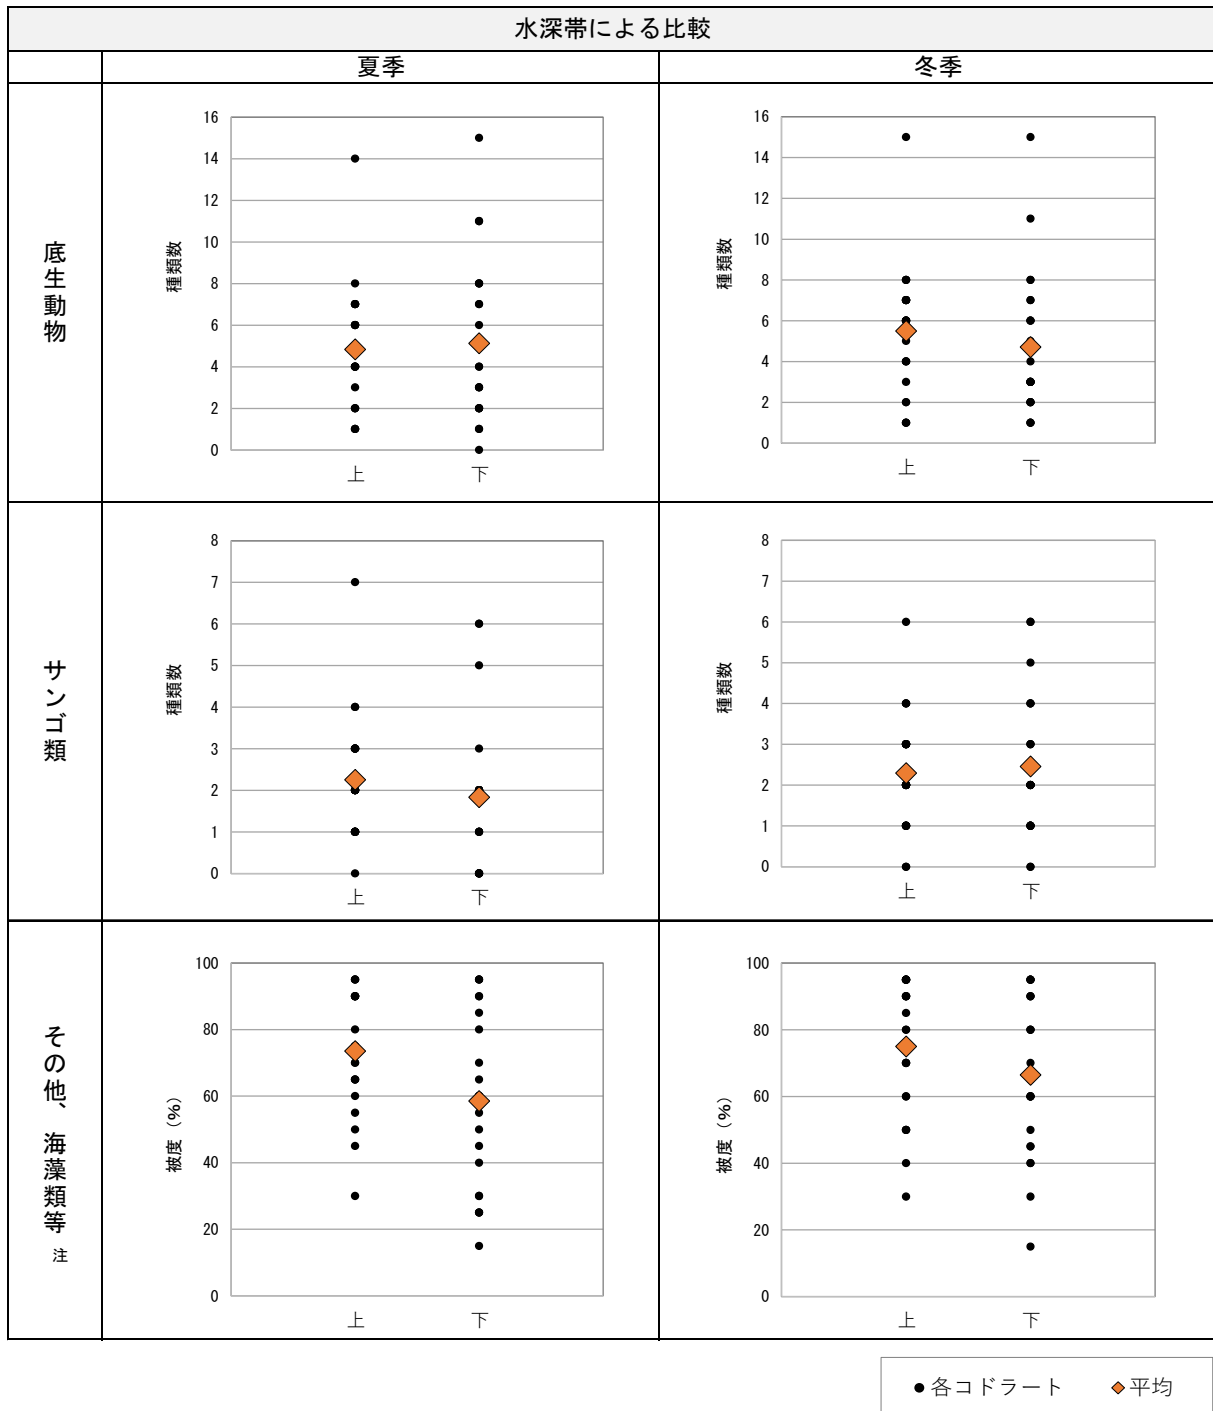 水深帯による比較
夏季
冬季
底生動物
種類数
16
14
12
10
8
6
4
2
0
上
下
種類数
16
14
12
10
8
6
4
2
0
上
下
サンゴ類
種類数
8
7
6
5
4
3
2
1
0
上
下
種類数
8
7
6
5
4
3
2
1
0
上
下
その他、海藻類等 注
被度（%）
100
80
60
40
20
0
上
下
被度（%）
100
80
60
40
20
0
上
下
各コドラート
平均